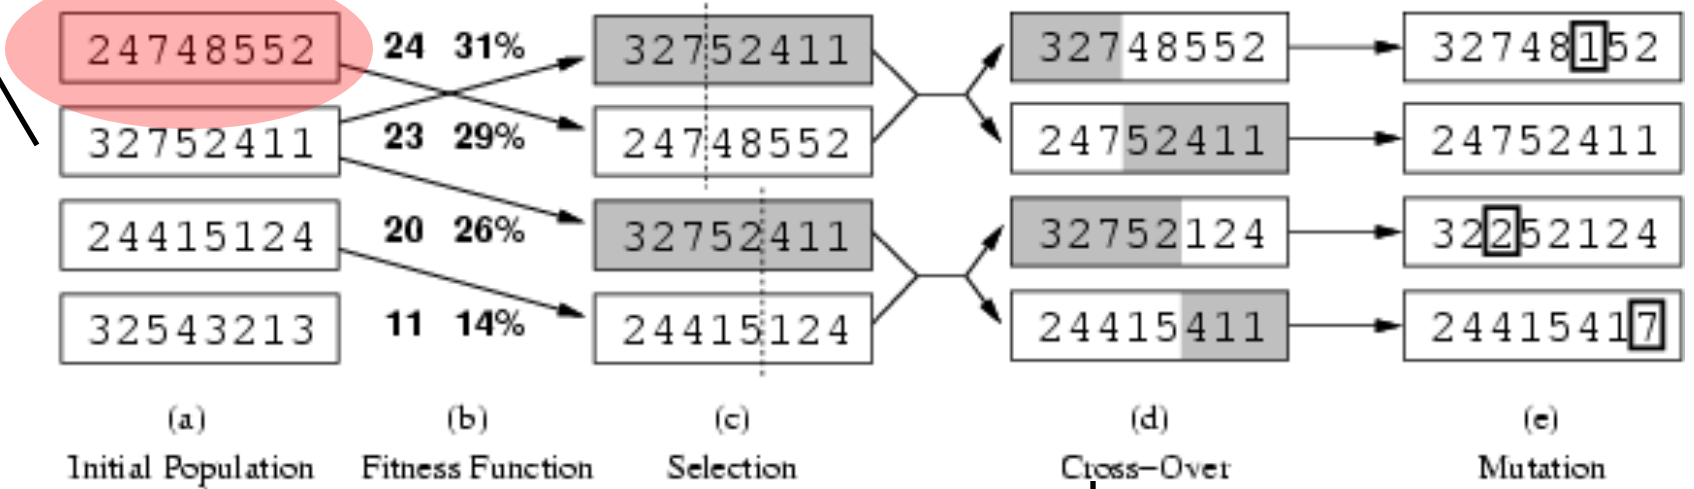 24748552 24 31% 32752411 32748552 32748152
32752411 23 29% 24748552 24752411 24752411
24415124 20 26% 32752411 32752124 32252124
32543213 11 14% 24415124 24415411 24415417
(a) (b) (c) (d) (e)
Initial Population Fitness Function Selection Cross-Over Mutation